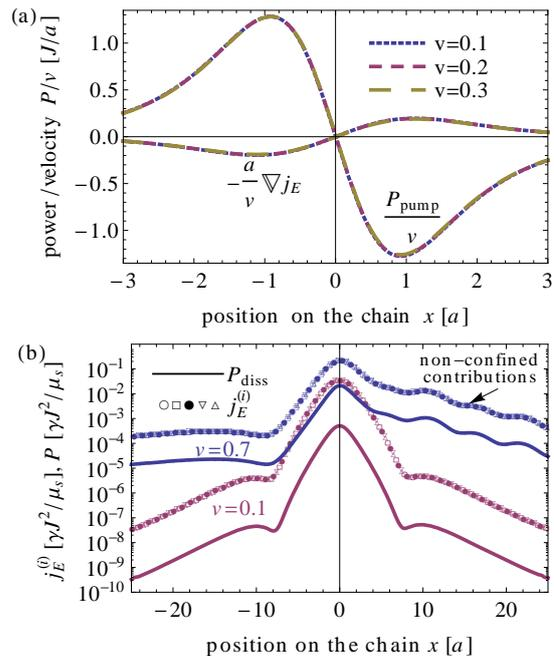 (a)
power/velocity P/v [J/a]
1.0
0.5
0.0
−0.5
−1.0
v=0.1
v=0.2
v=0.3
−a/v ∇j_E
P_pump/v
−3 −2 −1 0 1 2 3
position on the chain x [a]
(b)
j_E^(i) [γJ²/μ_s], P [γJ²/μ_s]
10^−1
10^−2
10^−3
10^−4
10^−5
10^−6
10^−7
10^−8
10^−9
10^−10
P_diss
j_E^(i)
non−confined
contributions
v=0.7
v=0.1
−20 −10 0 10 20
position on the chain x [a]